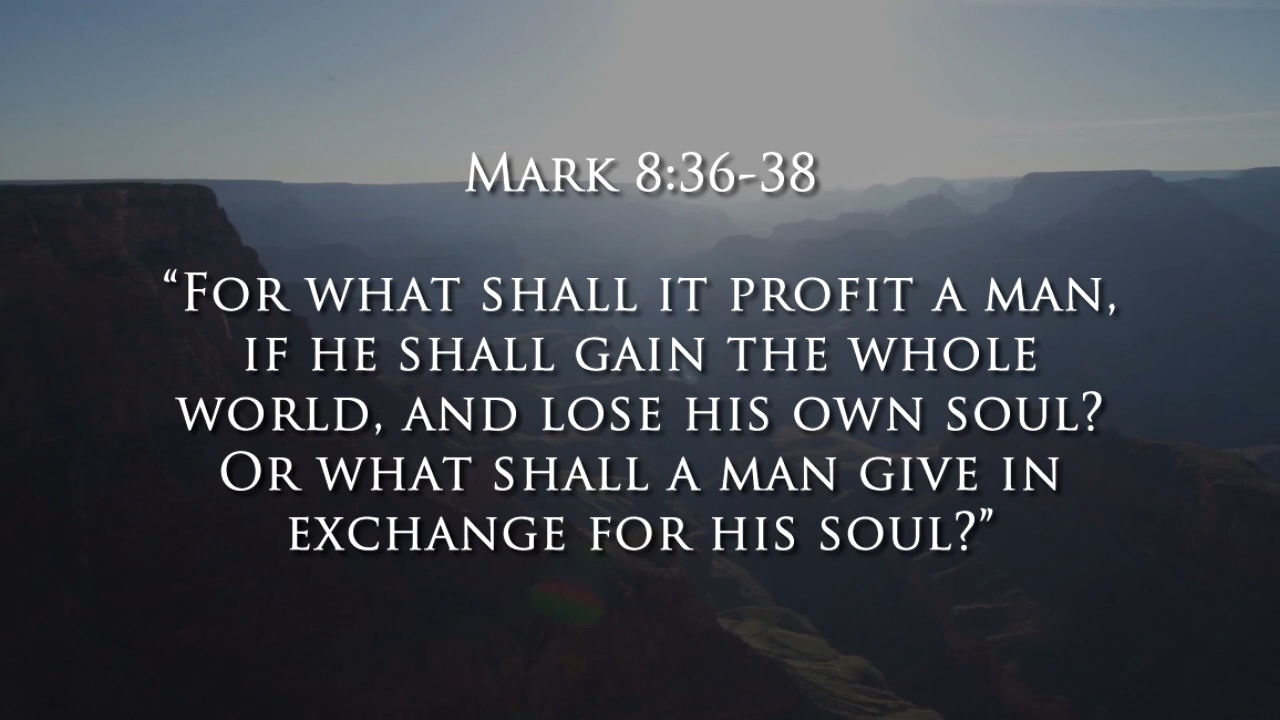 Mark 8:36-38
“For what shall it profit a man,
if he shall gain the whole
world, and lose his own soul?
Or what shall a man give in
exchange for his soul?”